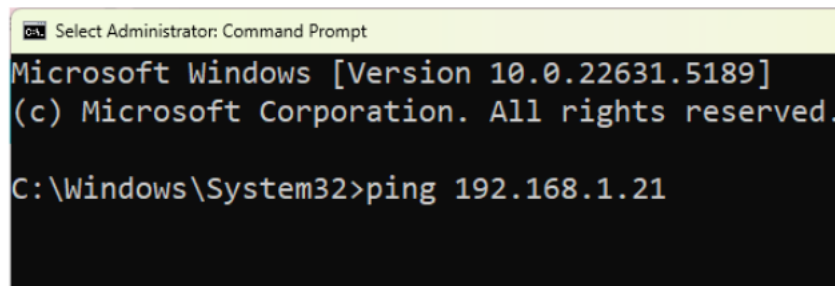 Select Administrator: Command Prompt
Microsoft Windows [Version 10.0.22631.5189]
(c) Microsoft Corporation. All rights reserved.
C:\Windows\System32>ping 192.168.1.21